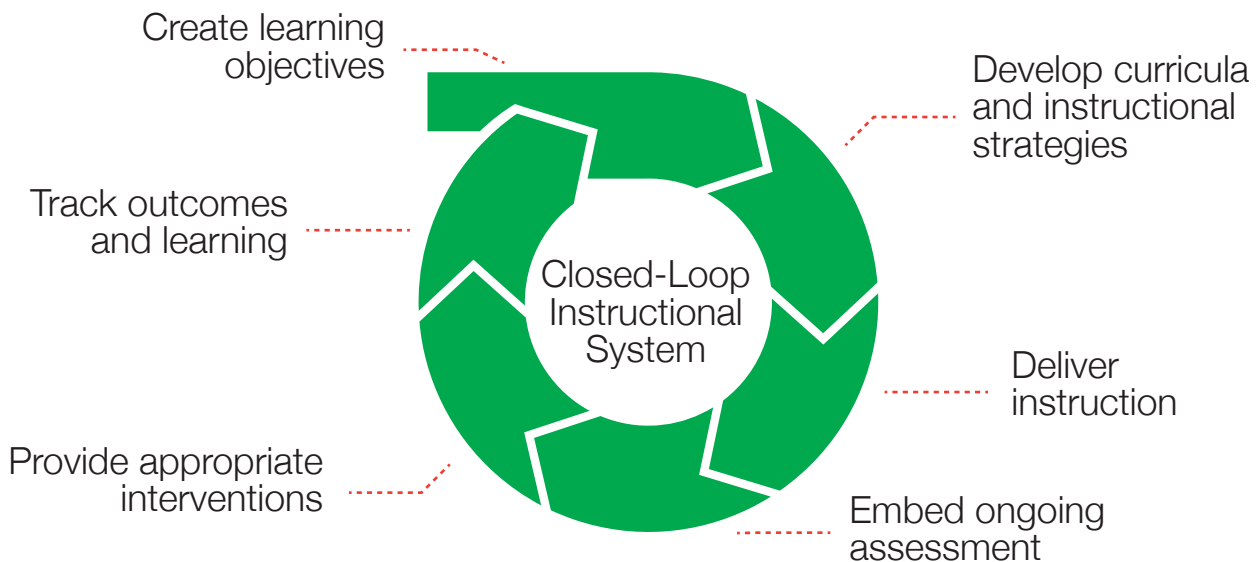 Create learning
objectives
Develop curricula
and instructional
strategies
Track outcomes
and learning
Closed-Loop
Instructional
System
Deliver
instruction
Provide appropriate
interventions
Embed ongoing
assessment